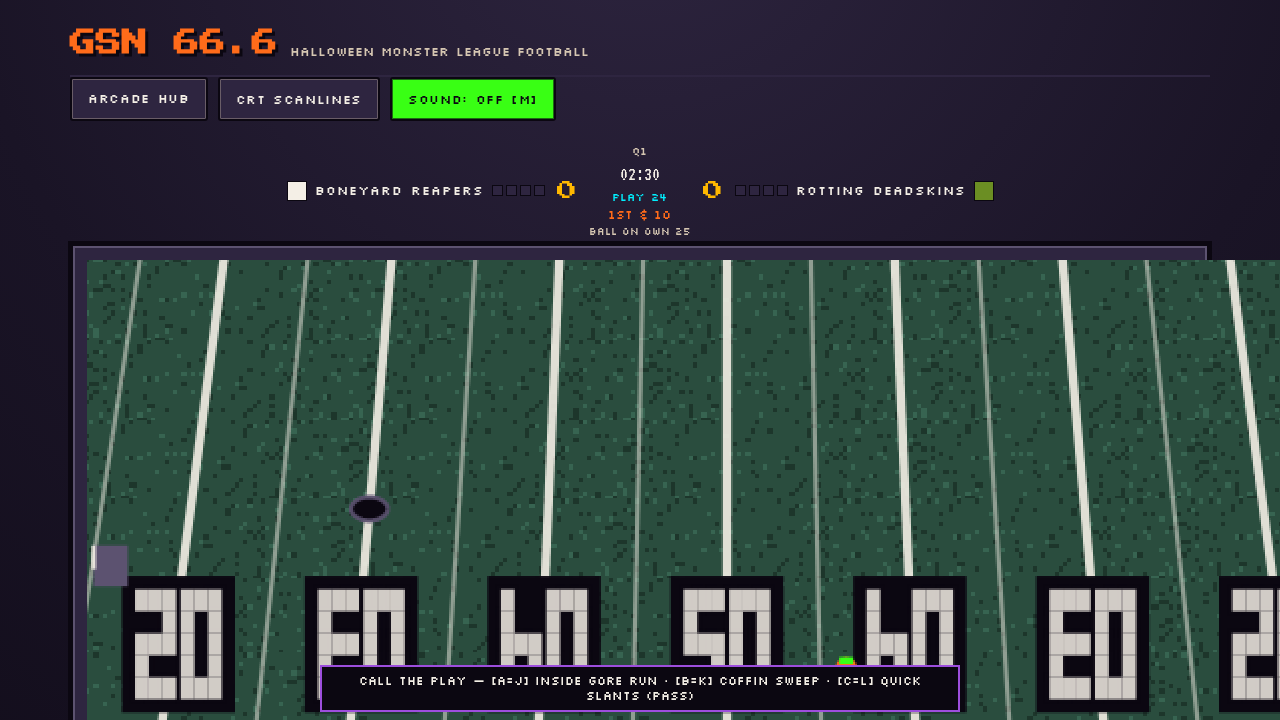 GSN 66.6
HALLOWEEN MONSTER LEAGUE FOOTBALL
ARCADE HUB
CRT SCANLINES
SOUND: OFF [M]
Q1
02:30
BONEYARD REAPERS
0
PLAY 24
0
ROTTING DEADSKINS
1ST & 10
BALL ON OWN 25
20
50
20
CALL THE PLAY — [A=J] INSIDE GORE RUN · [B=K] COFFIN SWEEP · [C=L] QUICK
SLANTS (PASS)